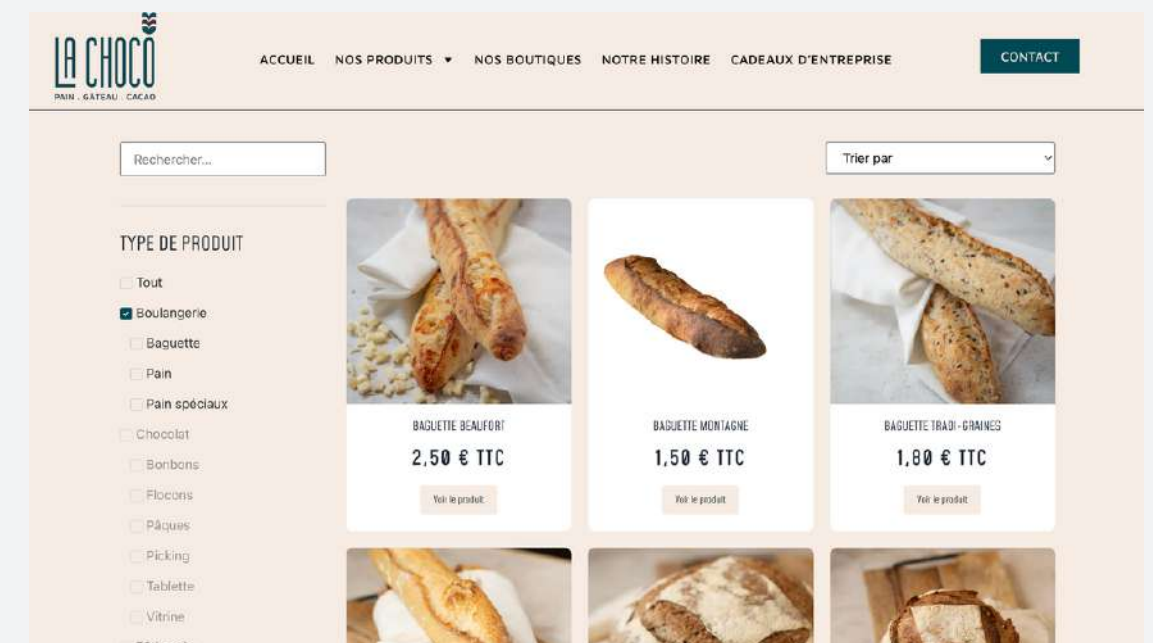 LA CHOCO
PAIN . GÂTEAU . CACAO
ACCUEIL NOS PRODUITS ▼ NOS BOUTIQUES NOTRE HISTOIRE CADEAUX D'ENTREPRISE
CONTACT
Rechercher...
Trier par
TYPE DE PRODUIT
Tout
Boulangerie
Baguette
Pain
Pain spéciaux
Chocolat
Bonbons
Flocons
Pâques
Picking
Tablette
Vitrine
BAGUETTE BEAUFORT
2,50 € TTC
Voir le produit
BAGUETTE MONTAGNE
1,50 € TTC
Voir le produit
BAGUETTE TRADI-GRAINES
1,80 € TTC
Voir le produit